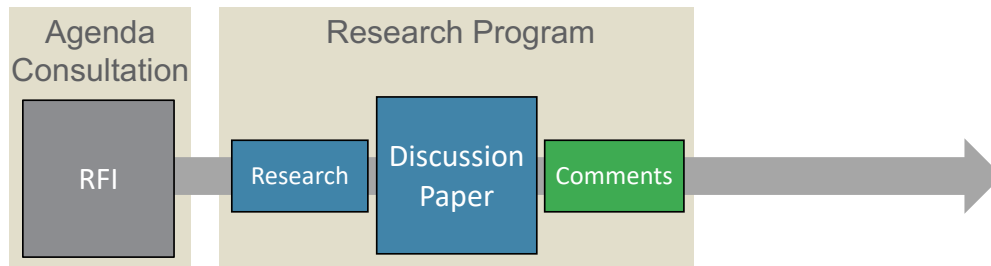 Agenda
Consultation
Research Program
RFI
Research
Discussion
Paper
Comments